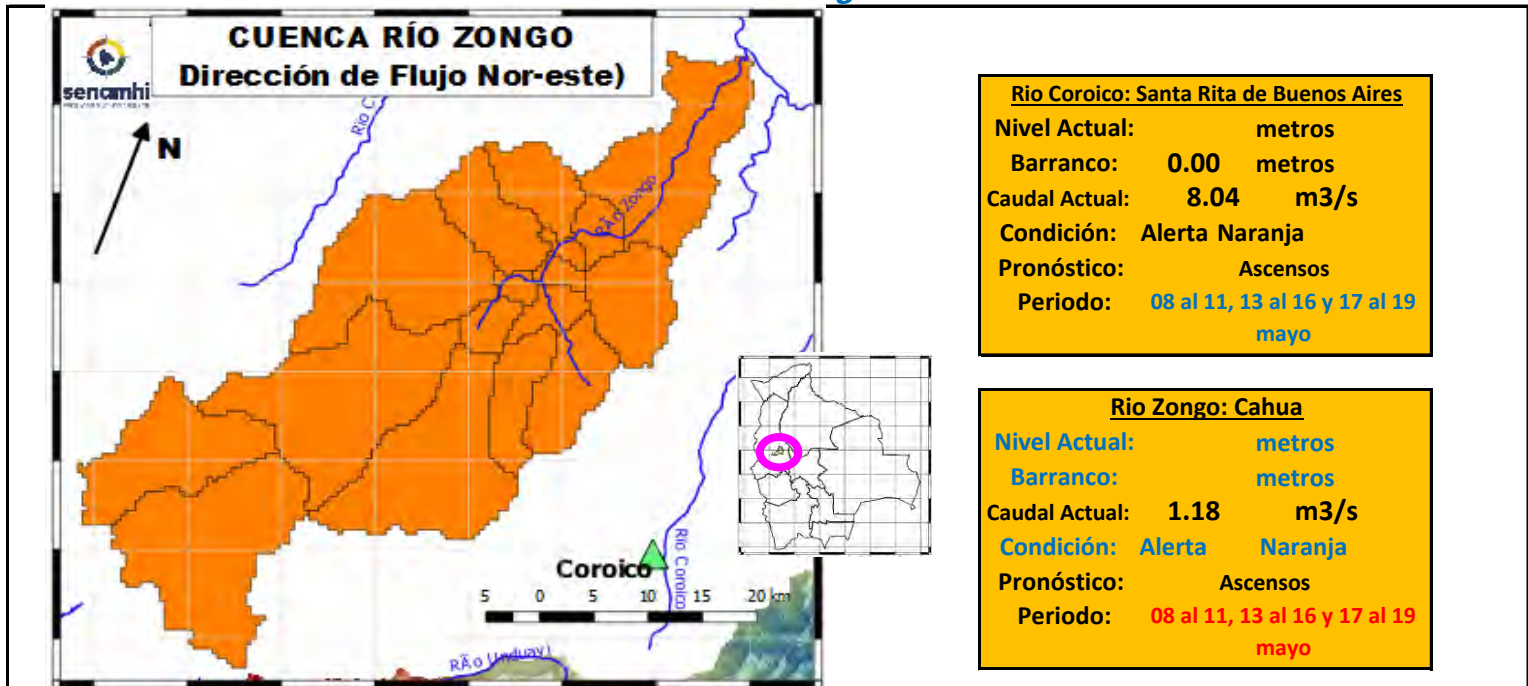 CUENCA RÍO ZONGO
Dirección de Flujo Nor-este)
senamhi
N
Río C
RÃo Zongo
Coroico
Río Coroico
5 0 5 10 15 20 km
RÃo Unduavi
Rio Coroico: Santa Rita de Buenos Aires
Nivel Actual: metros
Barranco: 0.00 metros
Caudal Actual: 8.04 m3/s
Condición: Alerta Naranja
Pronóstico: Ascensos
Periodo: 08 al 11, 13 al 16 y 17 al 19
mayo
Rio Zongo: Cahua
Nivel Actual: metros
Barranco: metros
Caudal Actual: 1.18 m3/s
Condición: Alerta Naranja
Pronóstico: Ascensos
Periodo: 08 al 11, 13 al 16 y 17 al 19
mayo